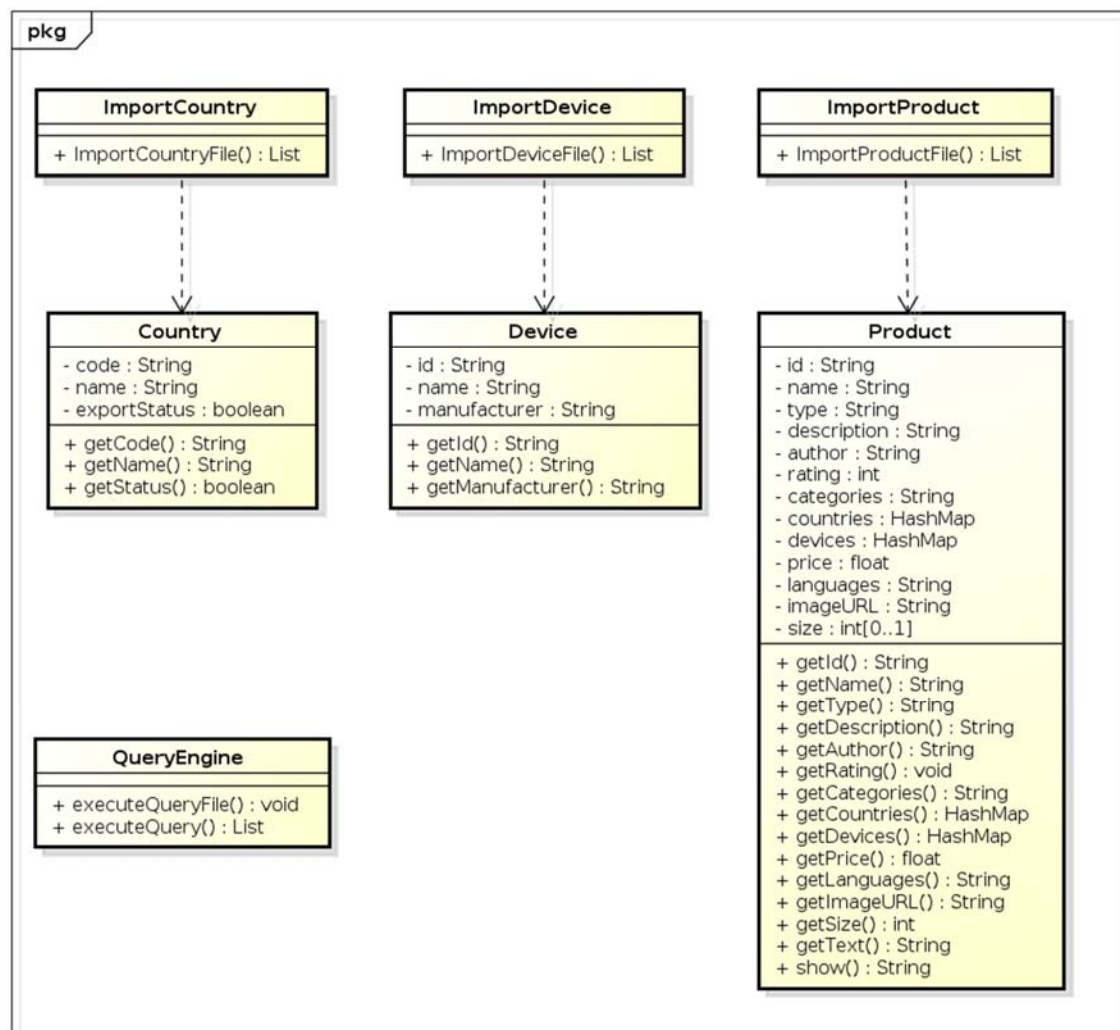 pkg
ImportCountry
+ ImportCountryFile() : List
ImportDevice
+ ImportDeviceFile() : List
ImportProduct
+ ImportProductFile() : List
Country
- code : String
- name : String
- exportStatus : boolean
+ getCode() : String
+ getName() : String
+ getStatus() : boolean
Device
- id : String
- name : String
- manufacturer : String
+ getId() : String
+ getName() : String
+ getManufacturer() : String
Product
- id : String
- name : String
- type : String
- description : String
- author : String
- rating : int
- categories : String
- countries : HashMap
- devices : HashMap
- price : float
- languages : String
- imageURL : String
- size : int[0..1]
+ getId() : String
+ getName() : String
+ getType() : String
+ getDescription() : String
+ getAuthor() : String
+ getRating() : void
+ getCategories() : String
+ getCountries() : HashMap
+ getDevices() : HashMap
+ getPrice() : float
+ getLanguages() : String
+ getImageURL() : String
+ getSize() : int
+ getText() : String
+ show() : String
QueryEngine
+ executeQueryFile() : void
+ executeQuery() : List